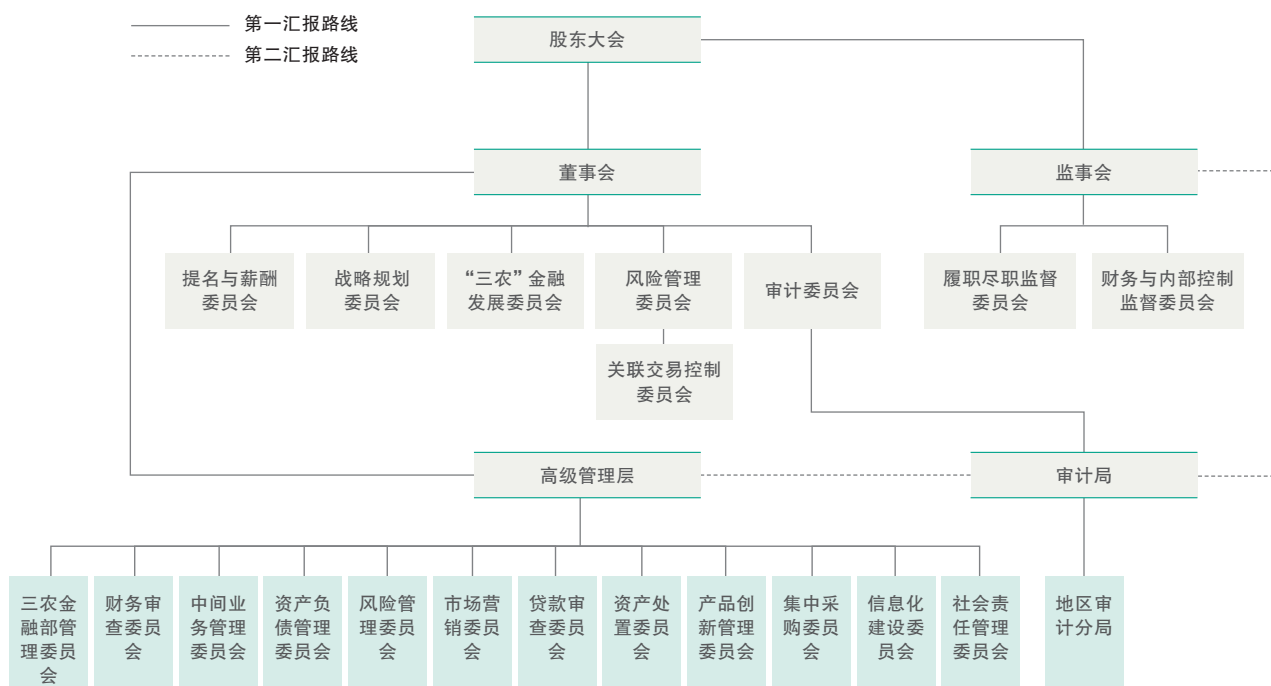 第一汇报路线
第二汇报路线
股东大会
董事会
监事会
提名与薪酬
委员会
战略规划
委员会
“三农”金融
发展委员会
风险管理
委员会
审计委员会
履职尽职监督
委员会
财务与内部控制
监督委员会
关联交易控制
委员会
高级管理层
审计局
三农金
融部管
理委员
会
财务审
查委员
会
中间业
务管理
委员会
资产负
债管理
委员会
风险管
理委员
会
市场营
销委员
会
贷款审
查委员
会
资产处
置委员
会
产品创
新管理
委员会
集中采
购委员
会
信息化
建设委
员会
社会责
任管理
委员会
地区审
计分局